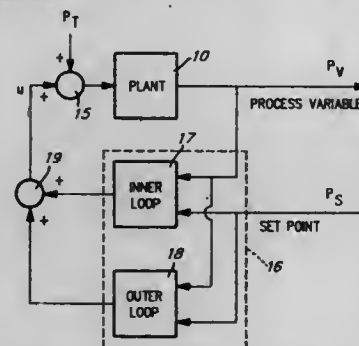 P_T
+
u
+
15
PLANT
10
P_V
PROCESS VARIABLE
17
19
+
INNER
LOOP
P_S
SET POINT
+
18
16
OUTER
LOOP